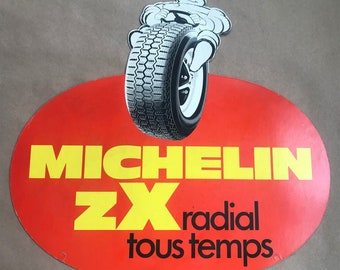 MICHELIN
zX radial
tous temps